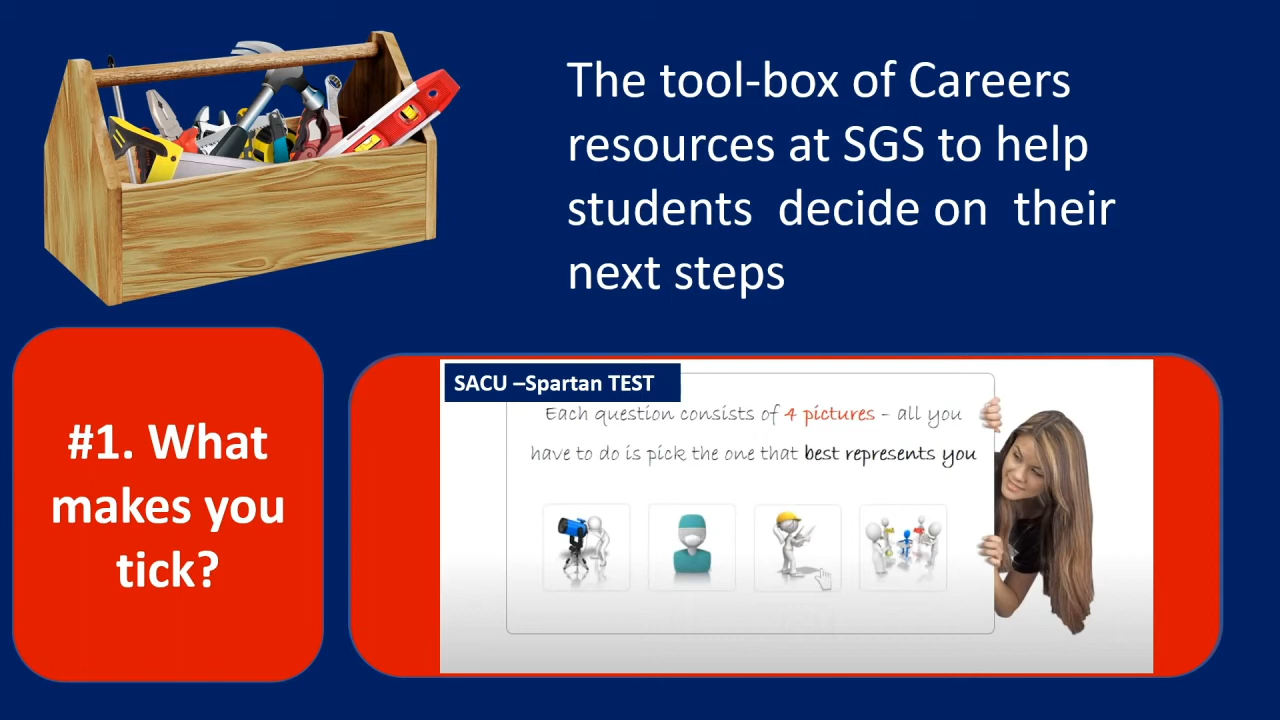 The tool-box of Careers
resources at SGS to help
students  decide on  their
next steps
#1. What
makes you
tick?
SACU –Spartan TEST
Each question consists of 4 pictures - all you
have to do is pick the one that best represents you